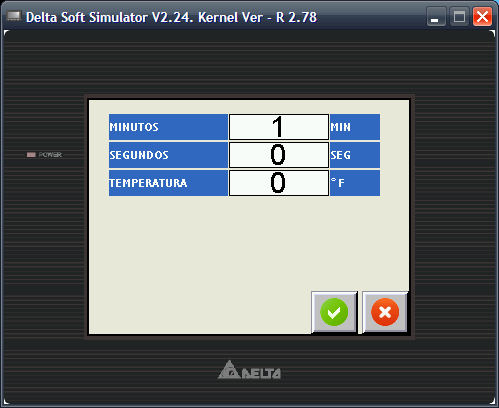 Delta Soft Simulator V2.24. Kernel Ver - R 2.78
MINUTOS 1 MIN
SEGUNDOS 0 SEG
POWER
TEMPERATURA 0 °F
DELTA